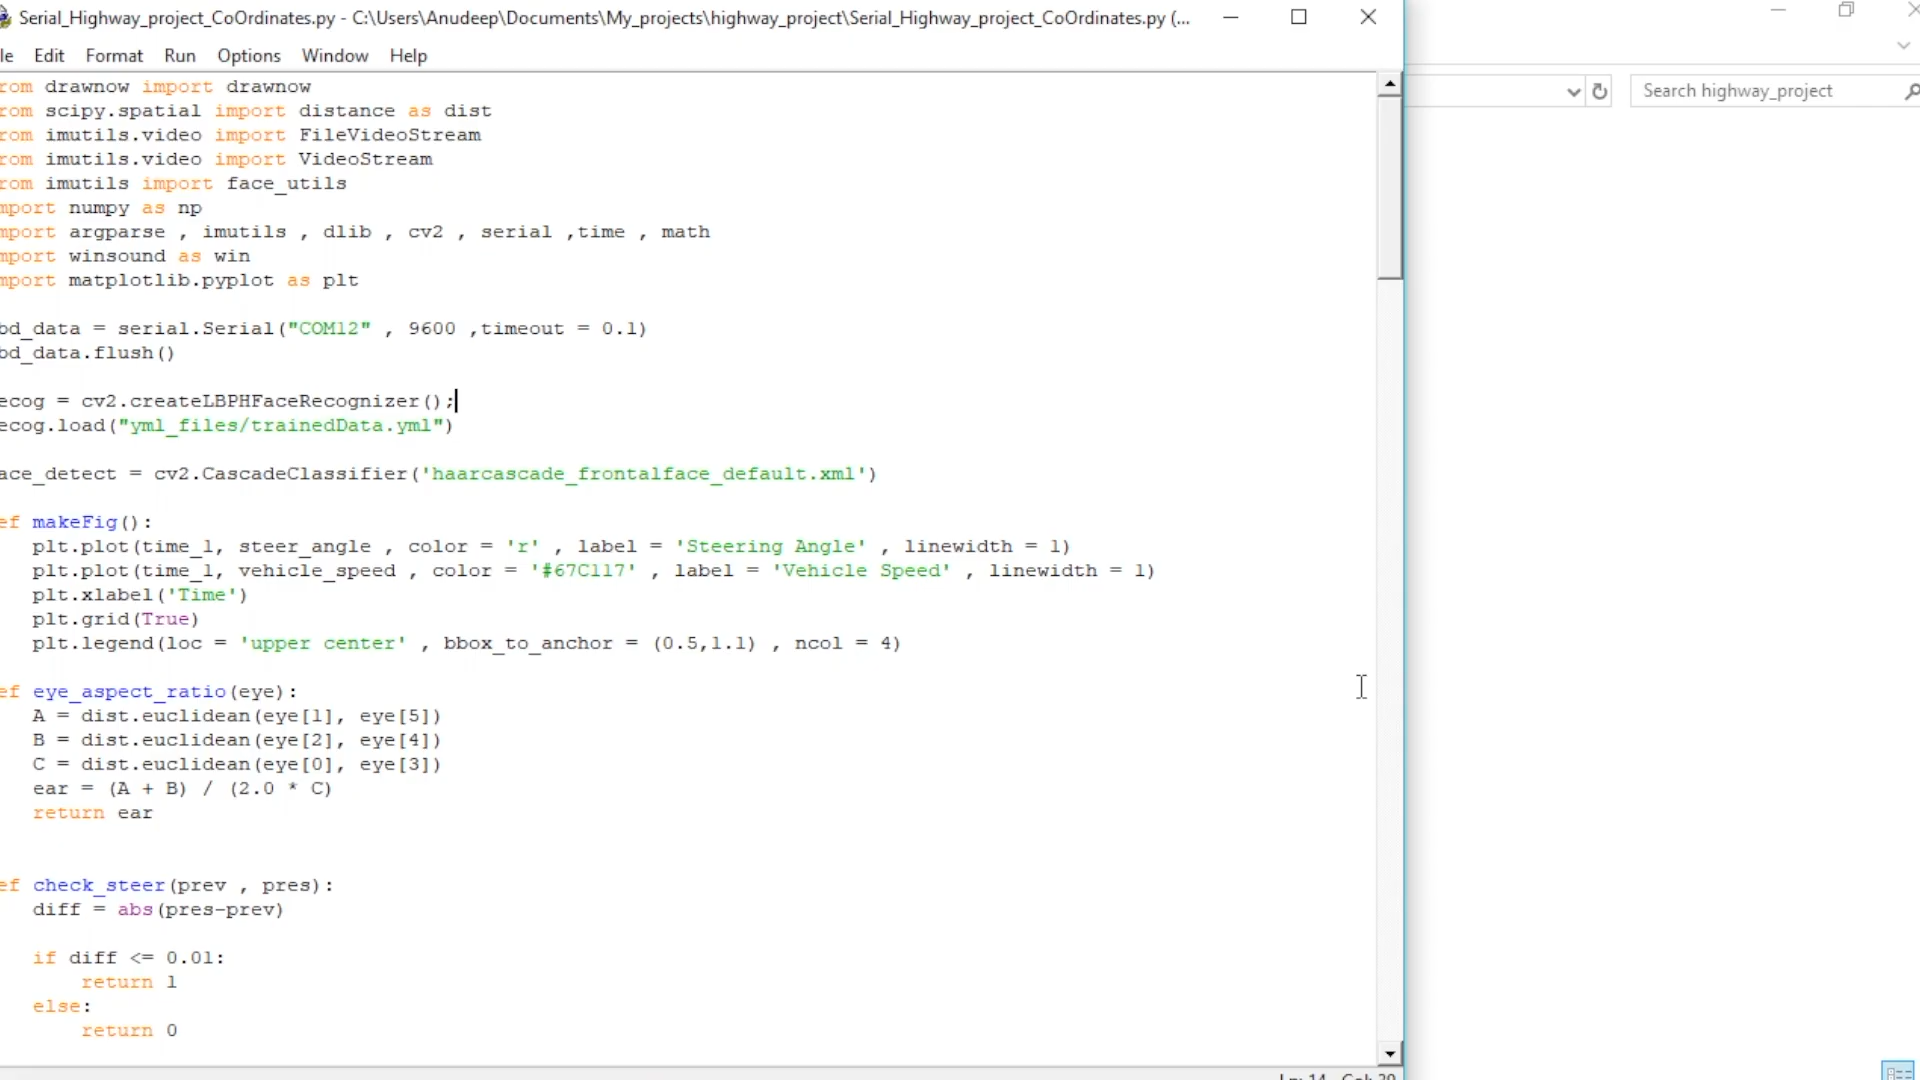 Serial_Highway_project_CoOrdinates.py - C:\Users\Anudeep\Documents\My_projects\highway_project\Serial_Highway_project_CoOrdinates.py (...
le Edit Format Run Options Window Help
Search highway_project
rom drawnow import drawnow
rom scipy.spatial import distance as dist
rom imutils.video import FileVideoStream
rom imutils.video import VideoStream
rom imutils import face_utils
mport numpy as np
mport argparse , imutils , dlib , cv2 , serial ,time , math
mport winsound as win
mport matplotlib.pyplot as plt
bd_data = serial.Serial("COM12" , 9600 ,timeout = 0.1)
bd_data.flush()
ecog = cv2.createLBPHFaceRecognizer();
ecog.load("yml_files/trainedData.yml")
ace_detect = cv2.CascadeClassifier('haarcascade_frontalface_default.xml')
ef makeFig():
plt.plot(time_l, steer_angle , color = 'r' , label = 'Steering Angle' , linewidth = 1)
plt.plot(time_l, vehicle_speed , color = '#67C117' , label = 'Vehicle Speed' , linewidth = 1)
plt.xlabel('Time')
plt.grid(True)
plt.legend(loc = 'upper center' , bbox_to_anchor = (0.5,1.1) , ncol = 4)
ef eye_aspect_ratio(eye):
A = dist.euclidean(eye[1], eye[5])
B = dist.euclidean(eye[2], eye[4])
C = dist.euclidean(eye[0], eye[3])
ear = (A + B) / (2.0 * C)
return ear
ef check_steer(prev , pres):
diff = abs(pres-prev)
if diff <= 0.01:
return 1
else:
return 0
Ln: 14 Col: 39